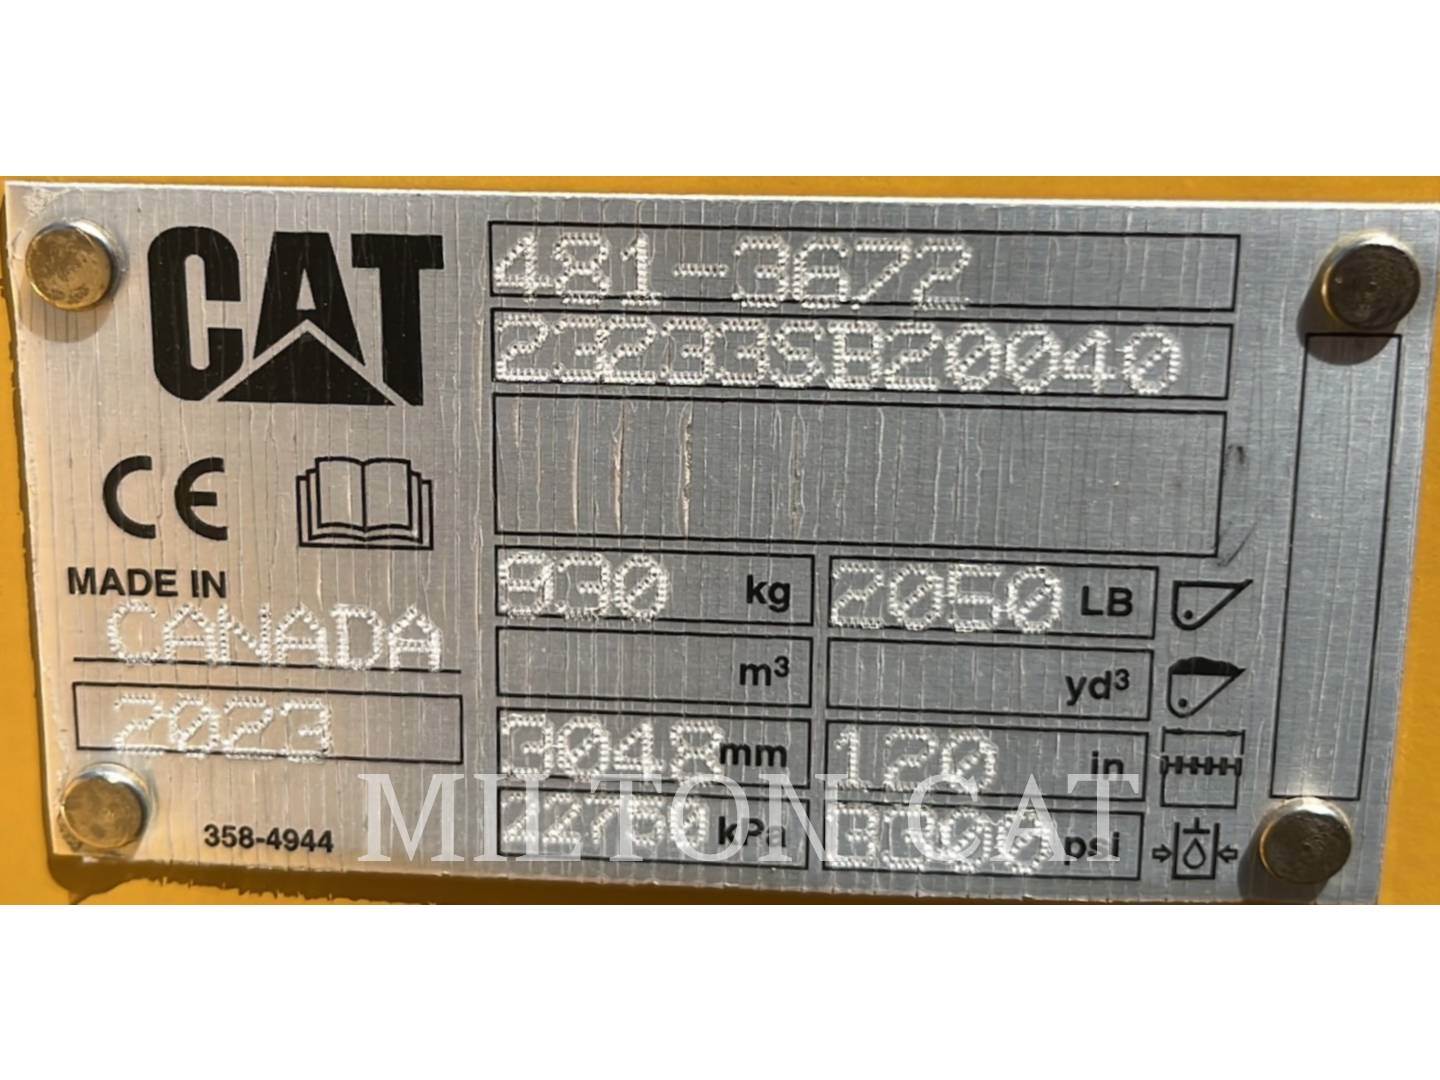 CAT
481-3672
23233SB20040
CE
MADE IN
CANADA
2023
358-4944
930 kg 2050 LB
m³ yd³
3048 mm 120 in
kPa psi
MILTON CAT